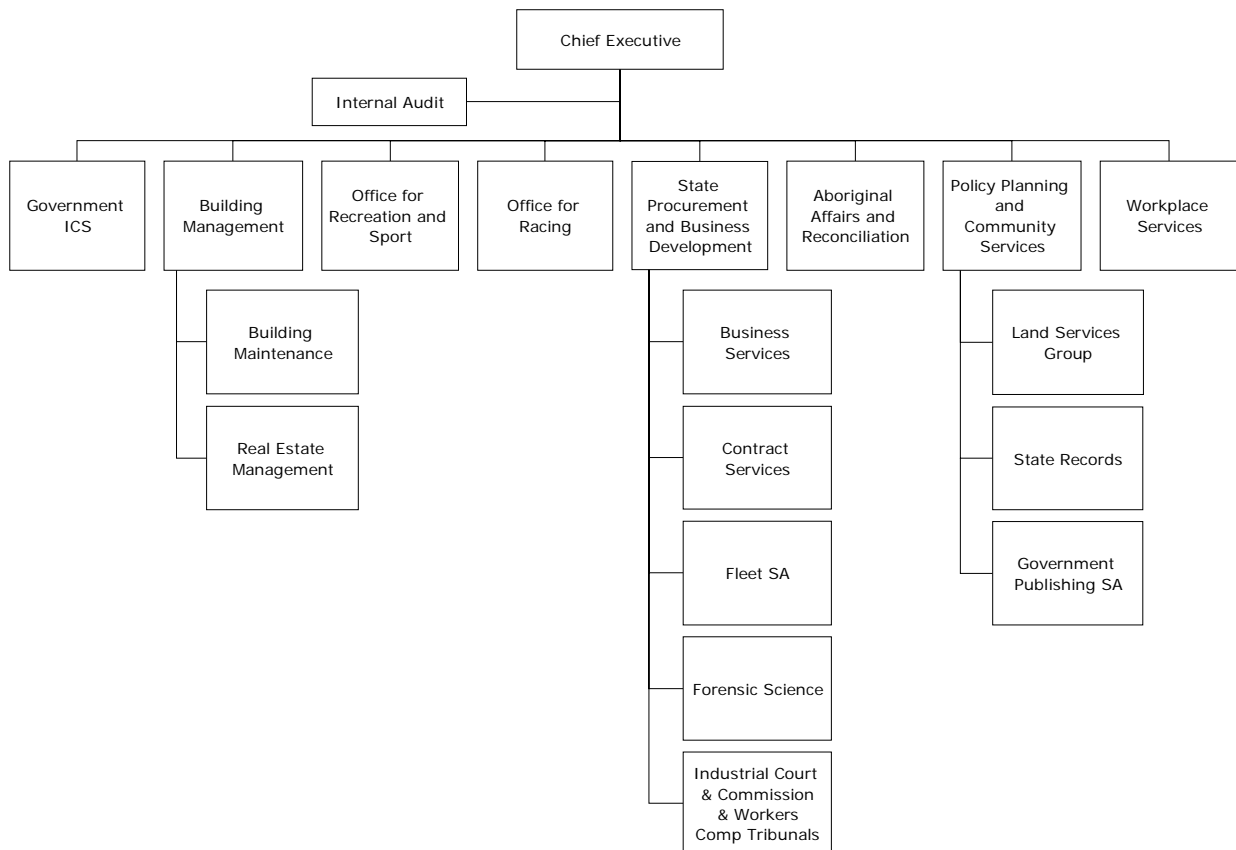 Chief Executive
Internal Audit
Government
ICS
Building
Management
Office for
Recreation and
Sport
Office for
Racing
State
Procurement
and Business
Development
Aboriginal
Affairs and
Reconciliation
Policy Planning
and
Community
Services
Workplace
Services
Building
Maintenance
Real Estate
Management
Business
Services
Contract
Services
Fleet SA
Forensic Science
Industrial Court
& Commission
& Workers
Comp Tribunals
Land Services
Group
State Records
Government
Publishing SA